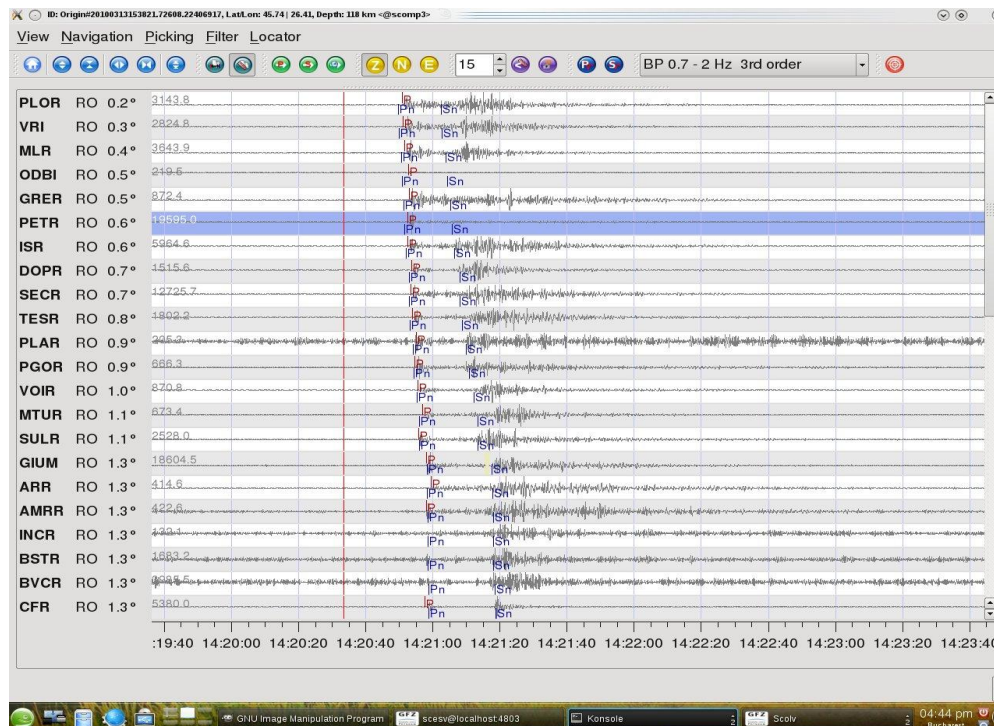 ID: Origin#20100313153821.72608.22406917, Lat/Lon: 45.74 | 26.41, Depth: 118 km <@scomp3>
View Navigation Picking Filter Locator
Z N E 15 P S BP 0.7 - 2 Hz 3rd order
PLOR RO 0.2° 3143.8 P Pn Sn
VRI RO 0.3° 2824.8 P Pn Sn
MLR RO 0.4° 3643.9 P Pn Sn
ODBI RO 0.5° 219.5 P Pn Sn
GRER RO 0.5° 872.4 P Pn Sn
PETR RO 0.6° 19595.0 P Pn Sn
ISR RO 0.6° 5964.6 P Pn Sn
DOPR RO 0.7° 1515.6 P Pn Sn
SECR RO 0.7° 12725.7 P Pn Sn
TESR RO 0.8° 1802.2 P Pn Sn
PLAR RO 0.9° P Pn Sn
PGOR RO 0.9° 666.3 P Pn Sn
VOIR RO 1.0° 870.8 P Pn Sn
MTUR RO 1.1° 673.4 P Pn Sn
SULR RO 1.1° 2528.0 P Pn Sn
GIUM RO 1.3° 18604.5 P Pn Sn
ARR RO 1.3° 414.6 P Pn Sn
AMRR RO 1.3° 422.6 P Pn Sn
INCR RO 1.3° Pn Sn
BSTR RO 1.3° 1683.2 Pn Sn
BVCR RO 1.3° Pn Sn
CFR RO 1.3° 5380.0 P Pn Sn
:19:40 14:20:00 14:20:20 14:20:40 14:21:00 14:21:20 14:21:40 14:22:00 14:22:20 14:22:40 14:23:00 14:23:20 14:23:40
GNU Image Manipulation Program GFZ scesv@localhost:4803 Konsole 2 GFZ Scolv 2 04:44 pm
Bucharest